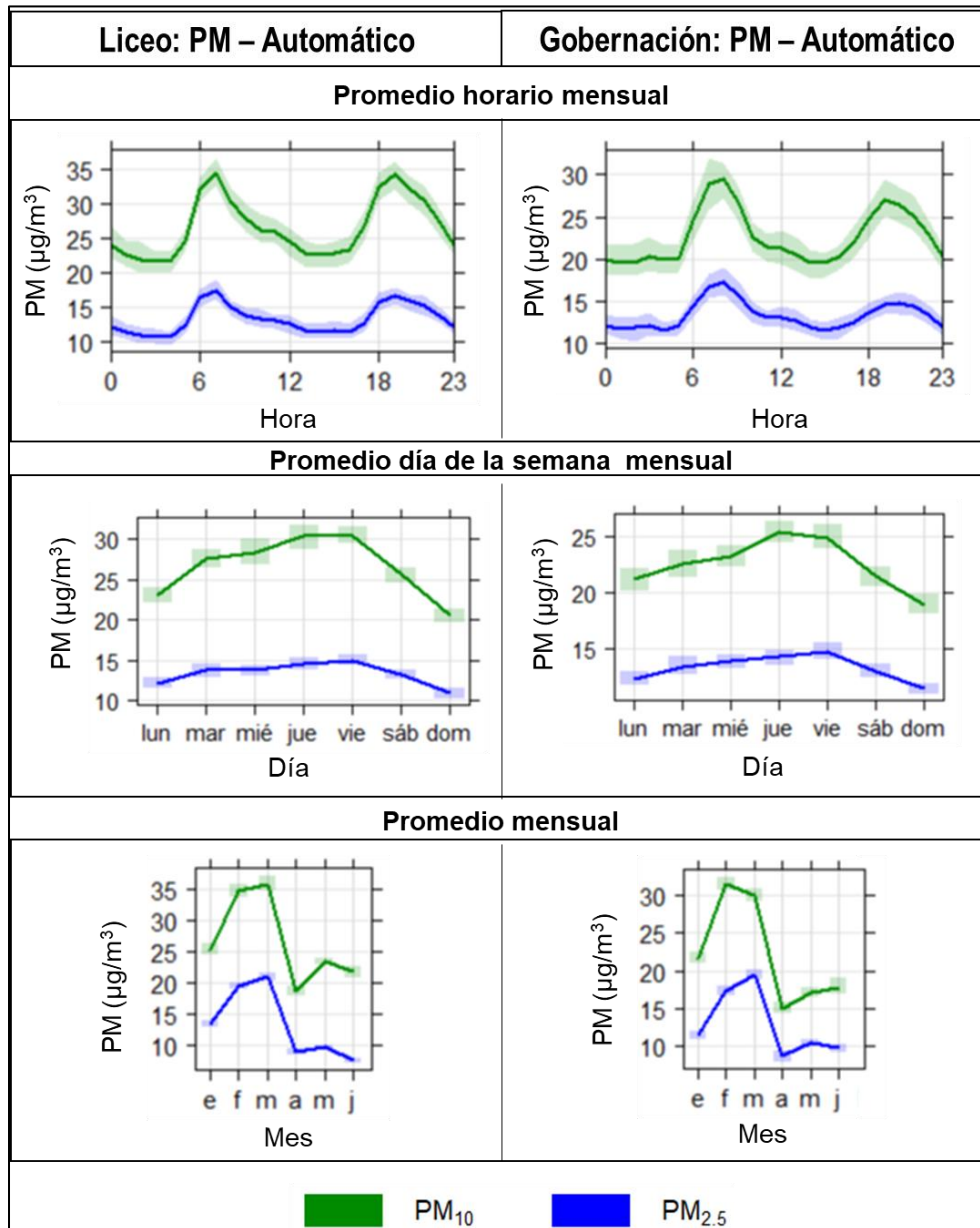 Liceo: PM – Automático
Gobernación: PM – Automático
Promedio horario mensual
PM (µg/m³)
35
30
25
20
15
10
0 6 12 18 23
Hora
PM (µg/m³)
30
25
20
15
10
0 6 12 18 23
Hora
Promedio día de la semana mensual
PM (µg/m³)
30
25
20
15
10
lun mar mié jue vie sáb dom
Día
PM (µg/m³)
25
20
15
lun mar mié jue vie sáb dom
Día
Promedio mensual
PM (µg/m³)
35
30
25
20
15
10
e f m a m j
Mes
PM (µg/m³)
30
25
20
15
10
e f m a m j
Mes
PM₁₀ PM₂.₅